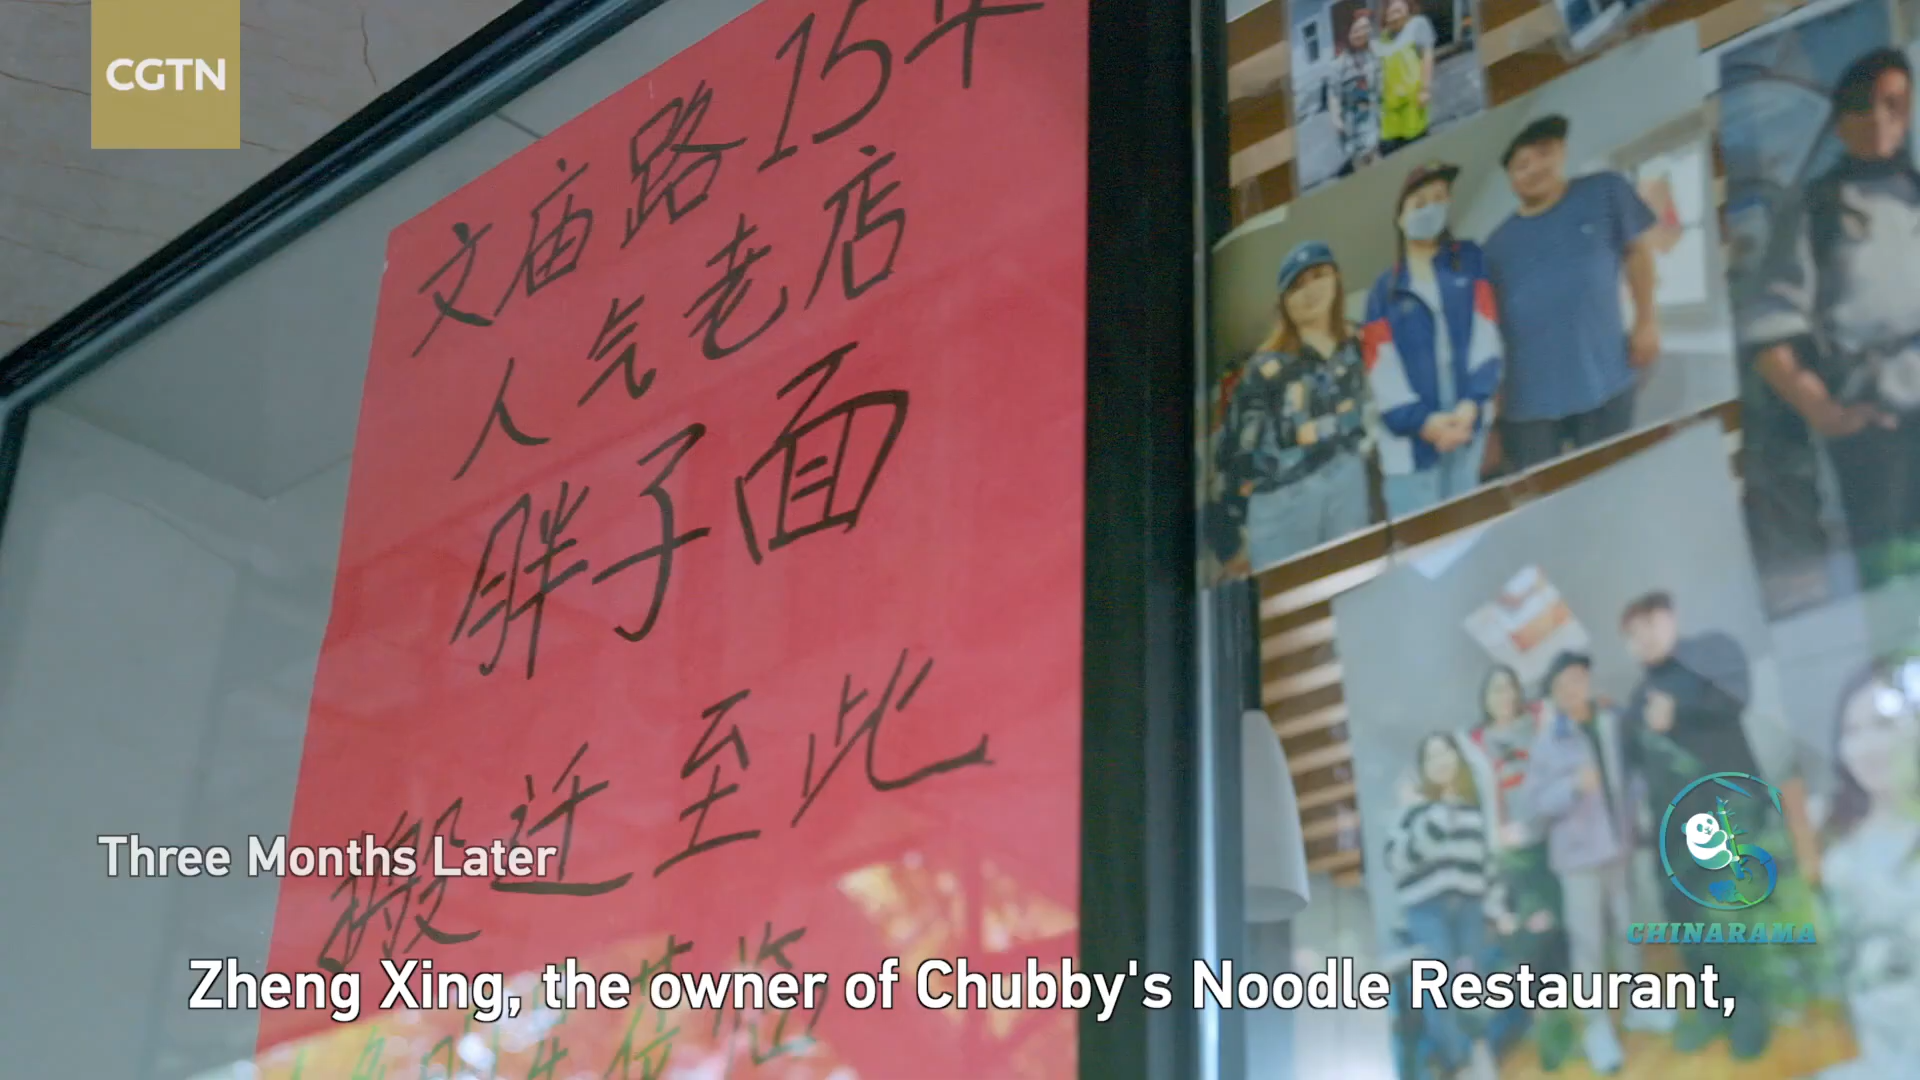 CGTN
文庙路15年
人气老店
胖子面
搬迁至此
Three Months Later
CHINARAMA
Zheng Xing, the owner of Chubby's Noodle Restaurant,